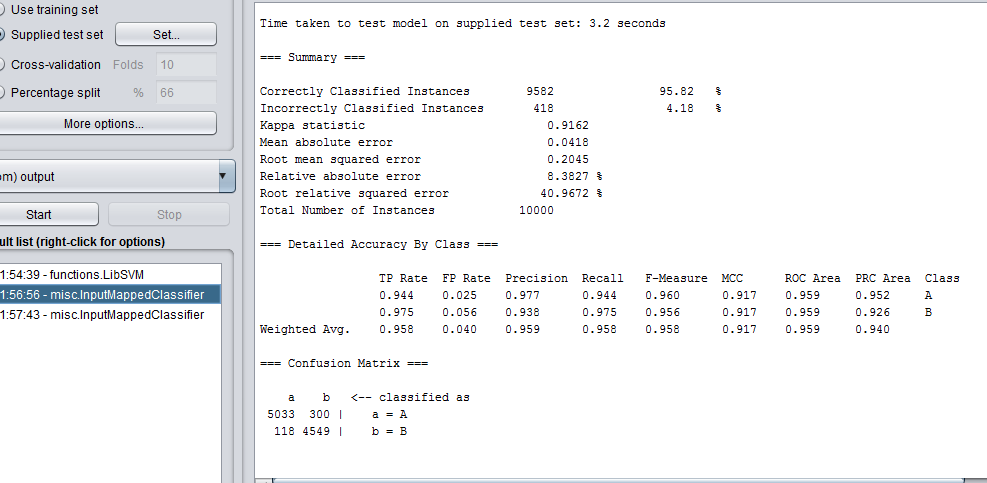 Use training set
Supplied test set Set...
Cross-validation Folds 10
Percentage split % 66
More options...
om) output
Start Stop
ult list (right-click for options)
1:54:39 - functions.LibSVM
1:56:56 - misc.InputMappedClassifier
1:57:43 - misc.InputMappedClassifier
Time taken to test model on supplied test set: 3.2 seconds
=== Summary ===
Correctly Classified Instances 9582 95.82 %
Incorrectly Classified Instances 418 4.18 %
Kappa statistic 0.9162
Mean absolute error 0.0418
Root mean squared error 0.2045
Relative absolute error 8.3827 %
Root relative squared error 40.9672 %
Total Number of Instances 10000
=== Detailed Accuracy By Class ===
TP Rate FP Rate Precision Recall F-Measure MCC ROC Area PRC Area Class
0.944 0.025 0.977 0.944 0.960 0.917 0.959 0.952 A
0.975 0.056 0.938 0.975 0.956 0.917 0.959 0.926 B
Weighted Avg. 0.958 0.040 0.959 0.958 0.958 0.917 0.959 0.940
=== Confusion Matrix ===
a b <-- classified as
5033 300 | a = A
118 4549 | b = B